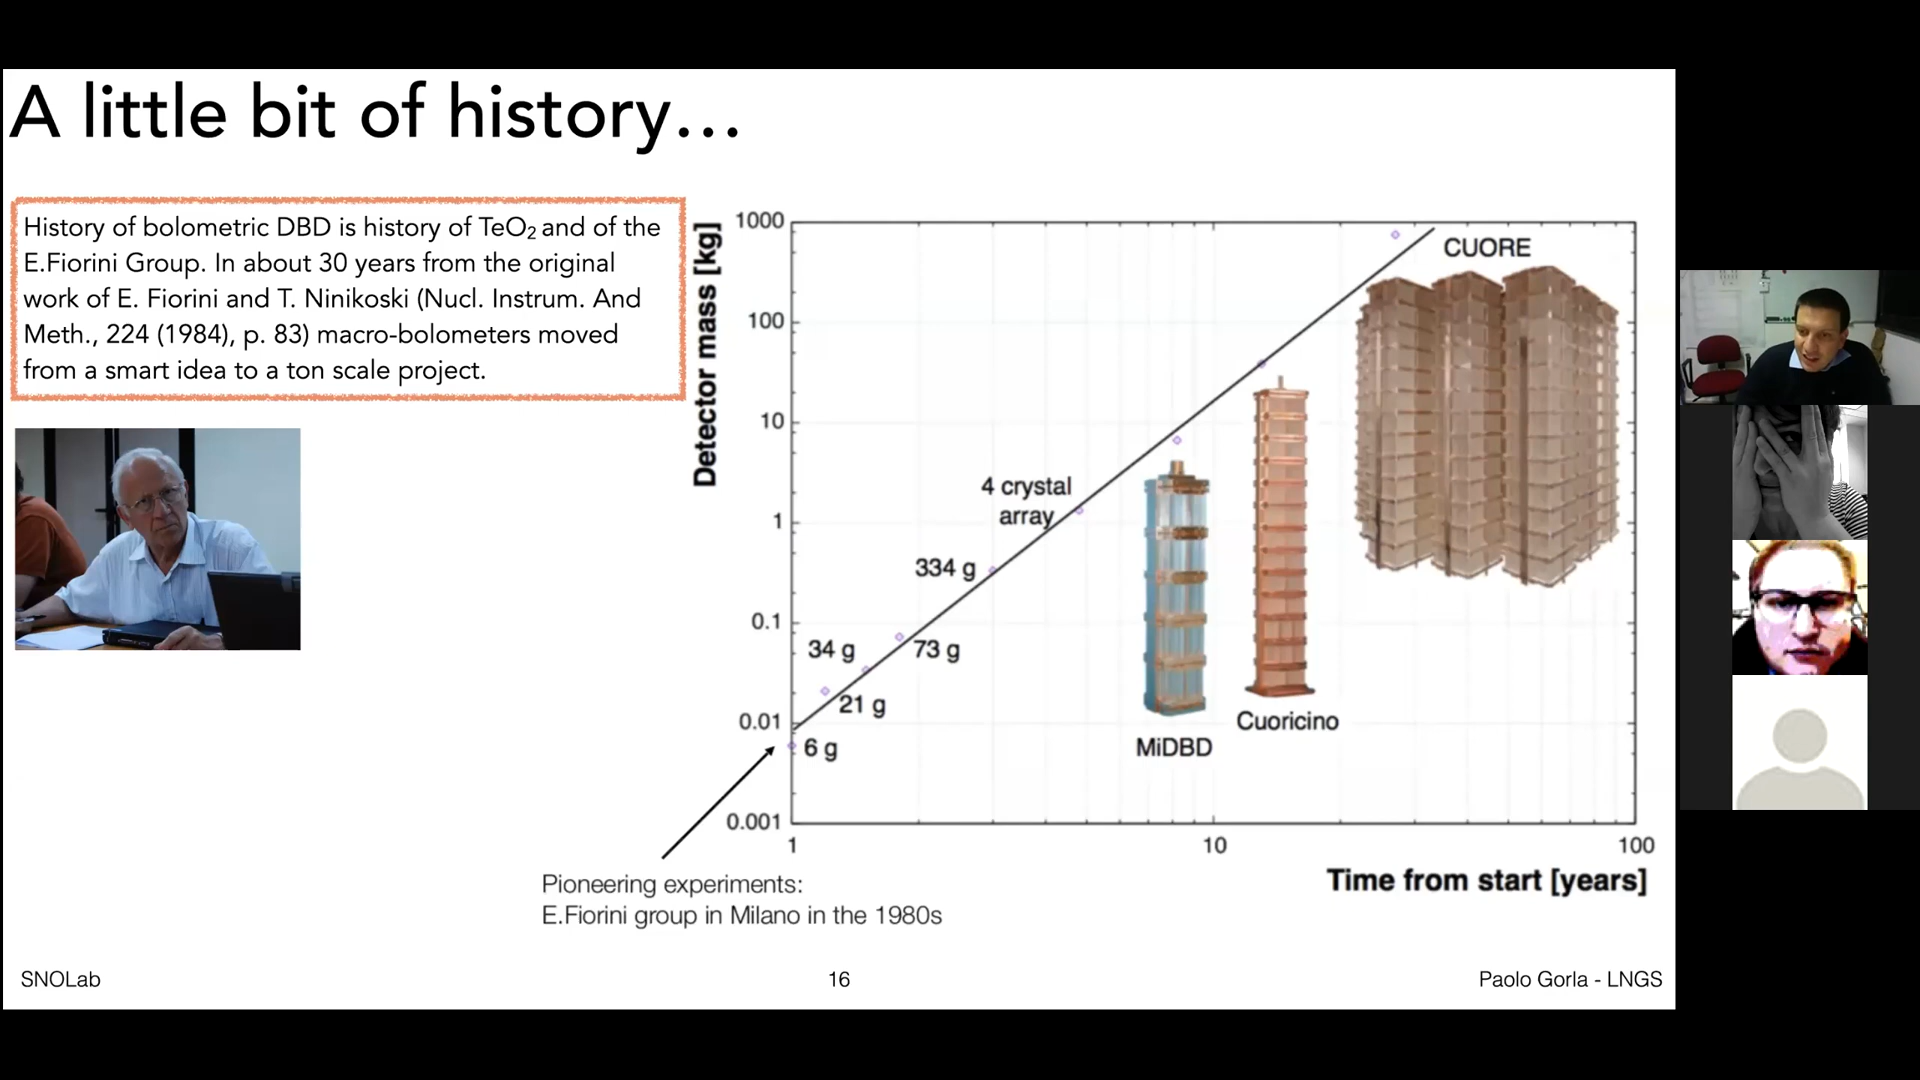 A little bit of history...
History of bolometric DBD is history of TeO₂ and of the
E.Fiorini Group. In about 30 years from the original
work of E. Fiorini and T. Ninikoski (Nucl. Instrum. And
Meth., 224 (1984), p. 83) macro-bolometers moved
from a smart idea to a ton scale project.
Detector mass [kg]
1000
100
10
1
0.1
0.01
0.001
CUORE
4 crystal
array
334 g
34 g
73 g
21 g
6 g
MiDBD
Cuoricino
1
10
100
Time from start [years]
Pioneering experiments:
E.Fiorini group in Milano in the 1980s
SNOLab
16
Paolo Gorla - LNGS